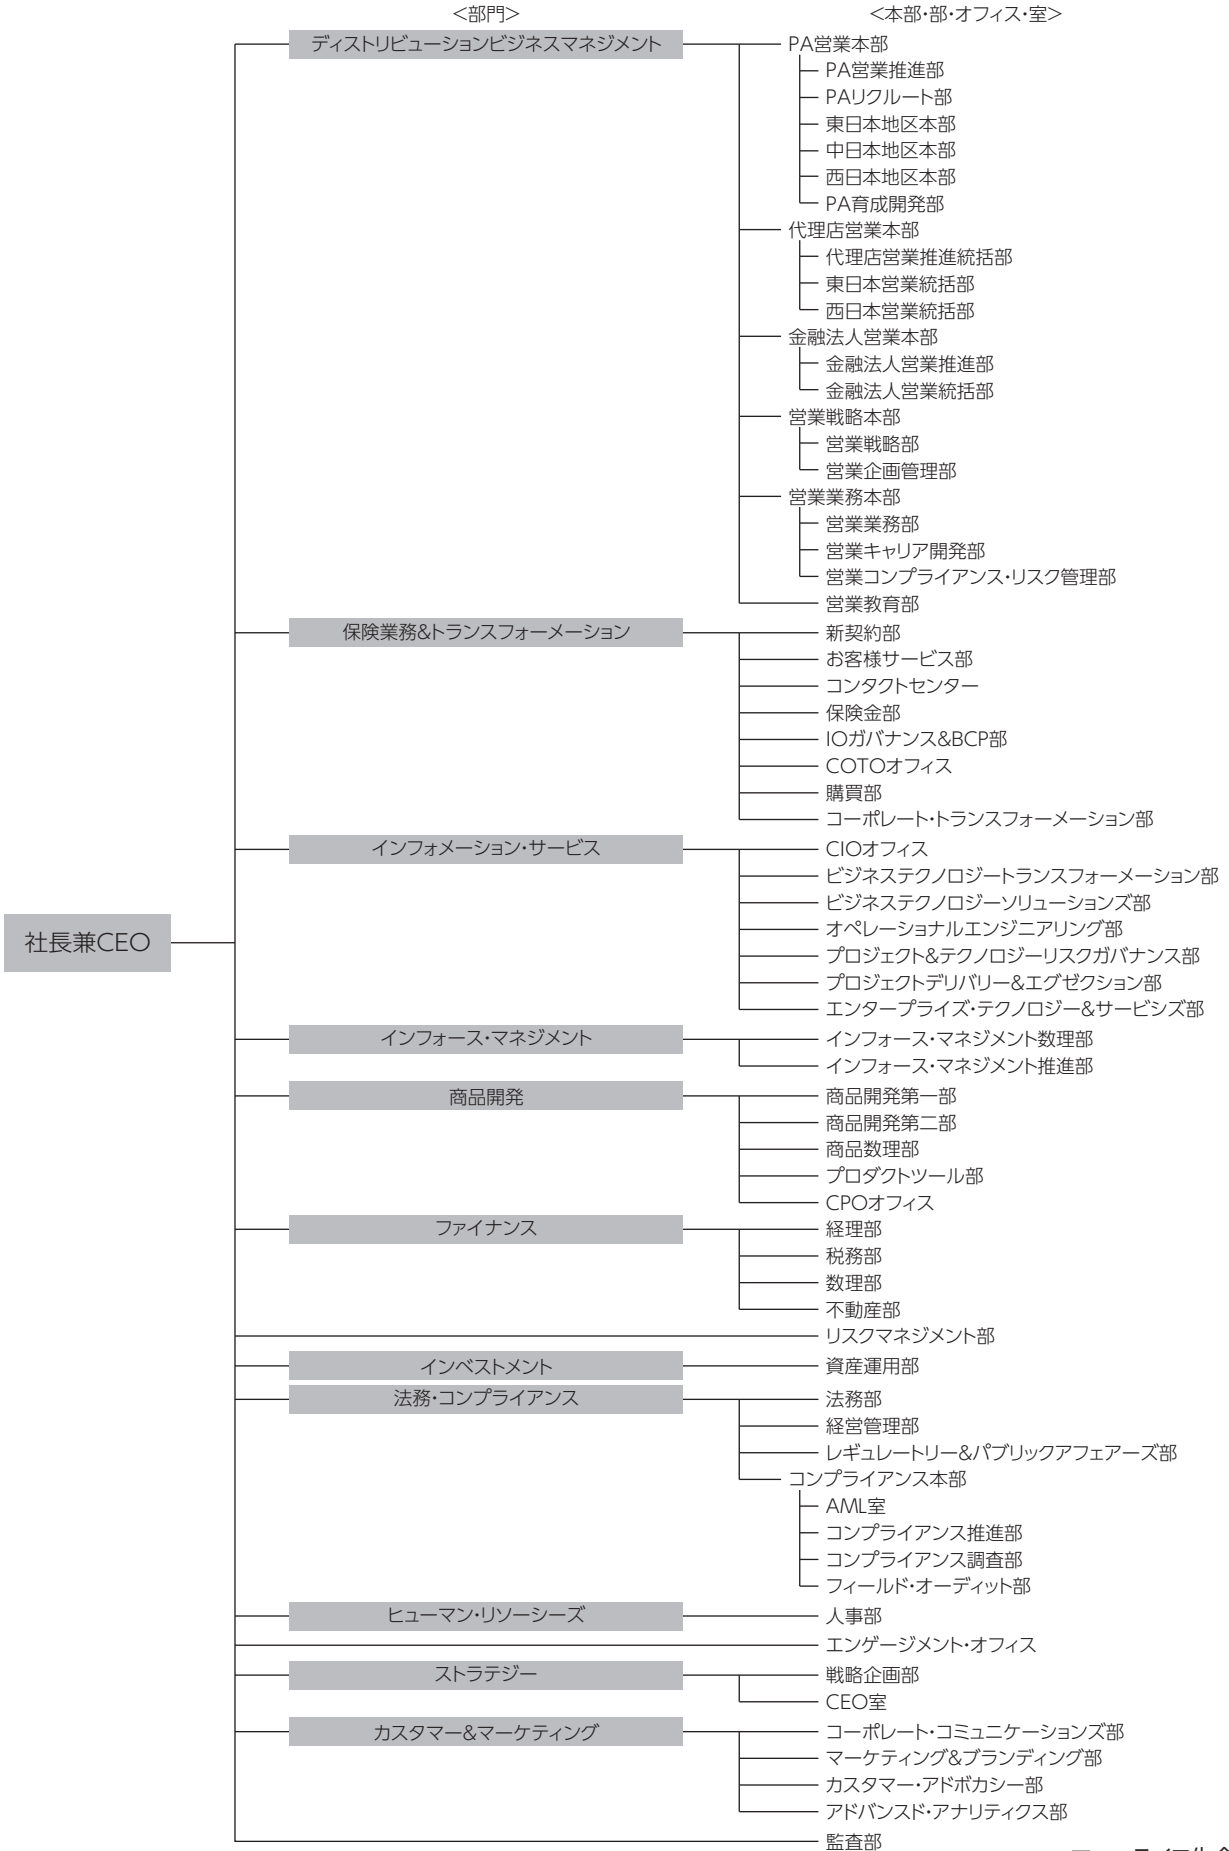 <部門>
<本部・部・オフィス・室>
ディストリビューションビジネスマネジメント
PA営業本部
PA営業推進部
PAリクルート部
東日本地区本部
中日本地区本部
西日本地区本部
PA育成開発部
代理店営業本部
代理店営業推進統括部
東日本営業統括部
西日本営業統括部
金融法人営業本部
金融法人営業推進部
金融法人営業統括部
営業戦略本部
営業戦略部
営業企画管理部
営業業務本部
営業業務部
営業キャリア開発部
営業コンプライアンス・リスク管理部
営業教育部
保険業務&トランスフォーメーション
新契約部
お客様サービス部
コンタクトセンター
保険金部
IOガバナンス&BCP部
COTOオフィス
購買部
コーポレート・トランスフォーメーション部
インフォメーション・サービス
CIOオフィス
ビジネステクノロジートランスフォーメーション部
ビジネステクノロジーソリューションズ部
オペレーショナルエンジニアリング部
社長兼CEO
プロジェクト&テクノロジーリスクガバナンス部
プロジェクトデリバリー&エグゼクション部
エンタープライズ・テクノロジー&サービシズ部
インフォース・マネジメント
インフォース・マネジメント数理部
インフォース・マネジメント推進部
商品開発
商品開発第一部
商品開発第二部
商品数理部
プロダクトツール部
CPOオフィス
ファイナンス
経理部
税務部
数理部
不動産部
リスクマネジメント部
インベストメント
資産運用部
法務・コンプライアンス
法務部
経営管理部
レギュレートリー&パブリックアフェアーズ部
コンプライアンス本部
AML室
コンプライアンス推進部
コンプライアンス調査部
フィールド・オーディット部
ヒューマン・リソーシーズ
人事部
エンゲージメント・オフィス
ストラテジー
戦略企画部
CEO室
カスタマー&マーケティング
コーポレート・コミュニケーションズ部
マーケティング&ブランディング部
カスタマー・アドボカシー部
アドバンスド・アナリティクス部
監査部